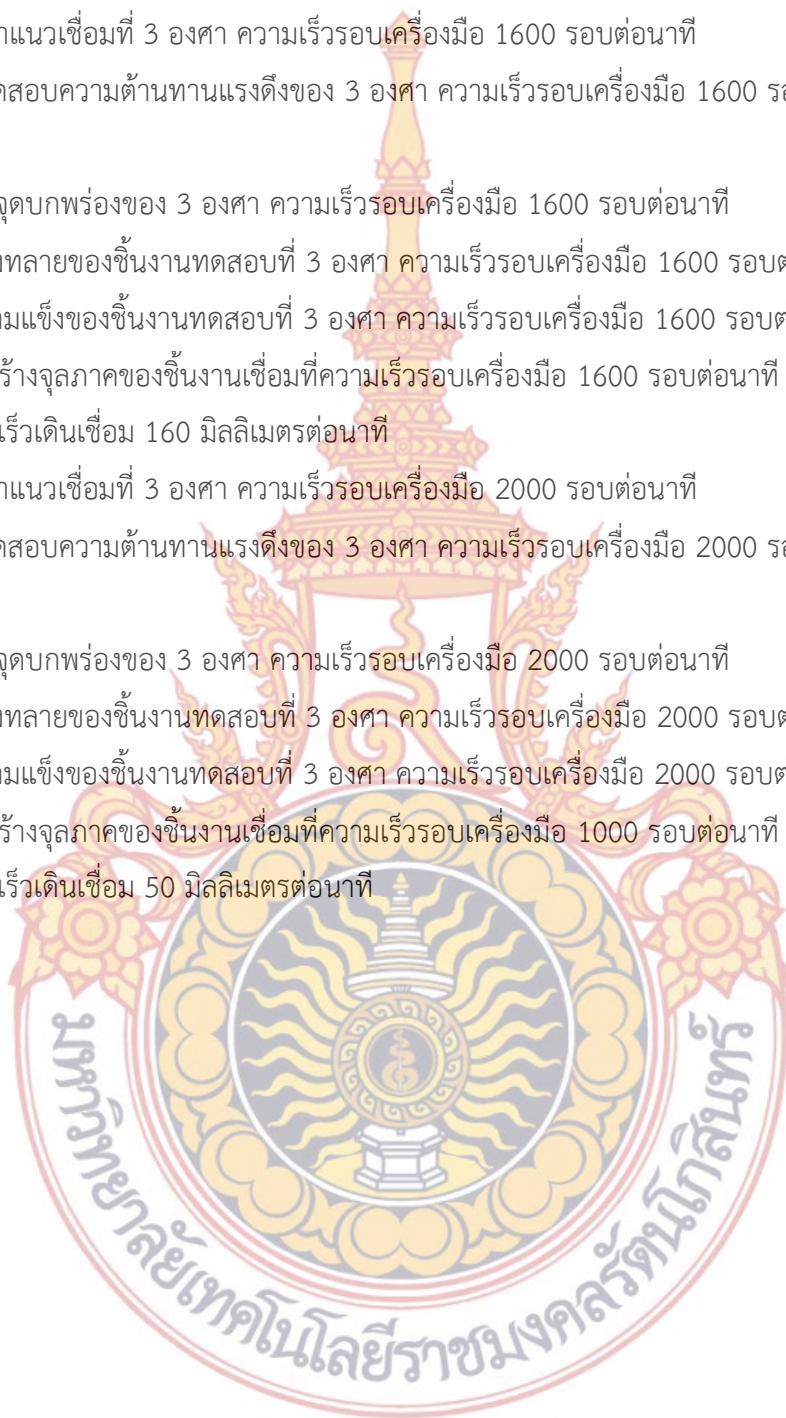 แนวเชื่อมที่ 3 องศา ความเร็วรอบเครื่องมือ 1600 รอบต่อนาที
สอบความต้านทานแรงดึงของ 3 องศา ความเร็วรอบเครื่องมือ 1600
จุดบกพร่องของ 3 องศา ความเร็วรอบเครื่องมือ 1600 รอบต่อนาที
ทลายของชิ้นงานทดสอบที่ 3 องศา ความเร็วรอบเครื่องมือ 1600 รอบ
แข็งของชิ้นงานทดสอบที่ 3 องศา ความเร็วรอบเครื่องมือ 1600 รอบ
ร้างจุลภาคของชิ้นงานเชื่อมที่ความเร็วรอบเครื่องมือ 1600 รอบต่อนาที
เร็วเดินเชื่อม 160 มิลลิเมตรต่อนาที
แนวเชื่อมที่ 3 องศา ความเร็วรอบเครื่องมือ 2000 รอบต่อนาที
สอบความต้านทานแรงดึงของ 3 องศา ความเร็วรอบเครื่องมือ 2000
จุดบกพร่องของ 3 องศา ความเร็วรอบเครื่องมือ 2000 รอบต่อนาที
ทลายของชิ้นงานทดสอบที่ 3 องศา ความเร็วรอบเครื่องมือ 2000 รอบ
แข็งของชิ้นงานทดสอบที่ 3 องศา ความเร็วรอบเครื่องมือ 2000 รอบ
ร้างจุลภาคของชิ้นงานเชื่อมที่ความเร็วรอบเครื่องมือ 1000 รอบต่อนาที
เร็วเดินเชื่อม 50 มิลลิเมตรต่อนาที
มหาวิทยาลัยเทคโนโลยีราชมงคลรัตนโกสินทร์